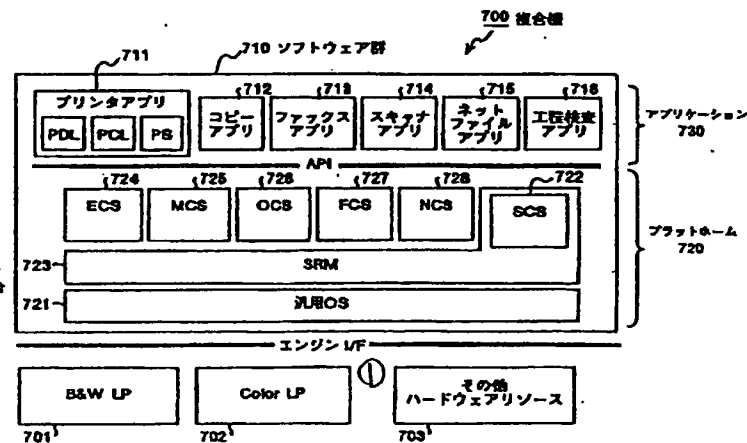 700 複合機
710 ソフトウェア群
711
プリンタアプリ
PDL PCL PS
712
コピー
アプリ
713
ファックス
アプリ
714
スキャナ
アプリ
715
ネット
ファイル
アプリ
716
工程検査
アプリ
アプリケーション
730
API
724
ECS
725
MCS
726
OCS
727
FCS
728
NCS
722
SCS
プラットホーム
720
723
SRM
721
汎用OS
エンジン I/F
B&W LP
701
Color LP
702
①
その他
ハードウェアリソース
703